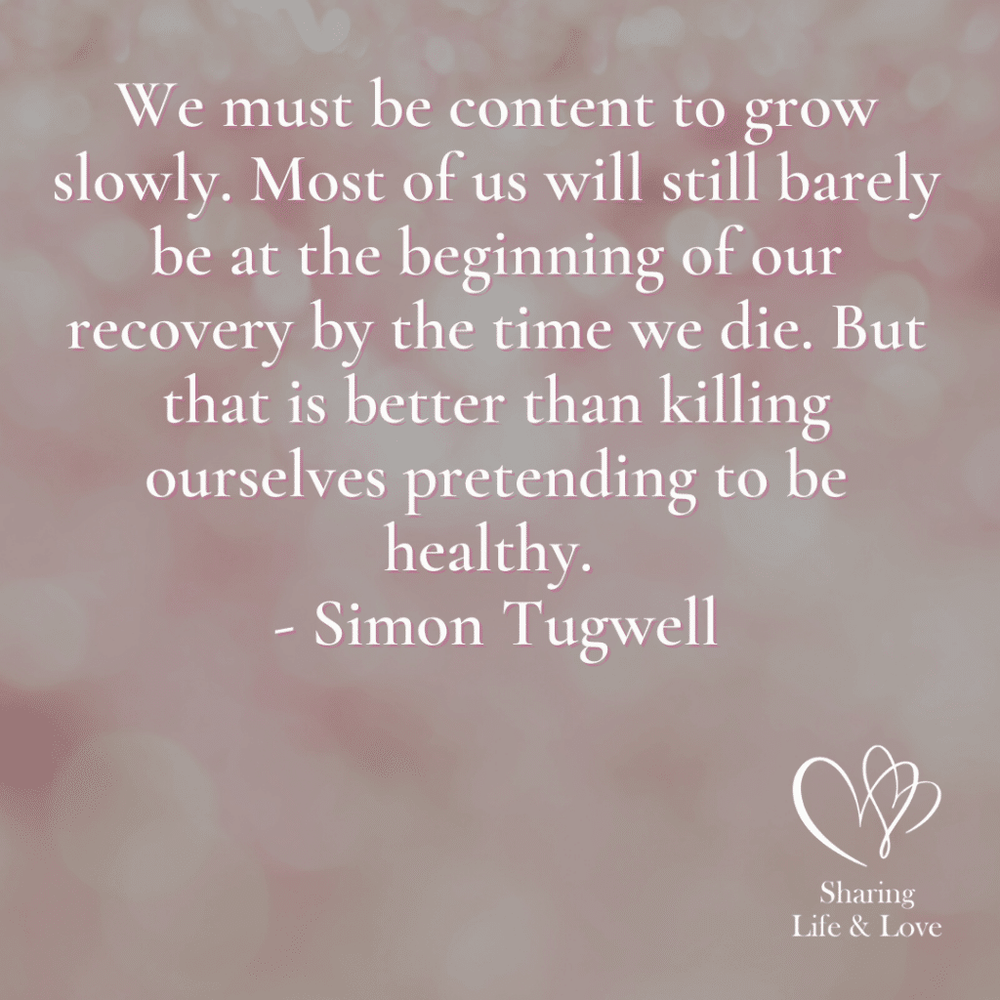 We must be content to grow
slowly. Most of us will still barely
be at the beginning of our
recovery by the time we die. But
that is better than killing
ourselves pretending to be
healthy.
- Simon Tugwell
Sharing
Life & Love